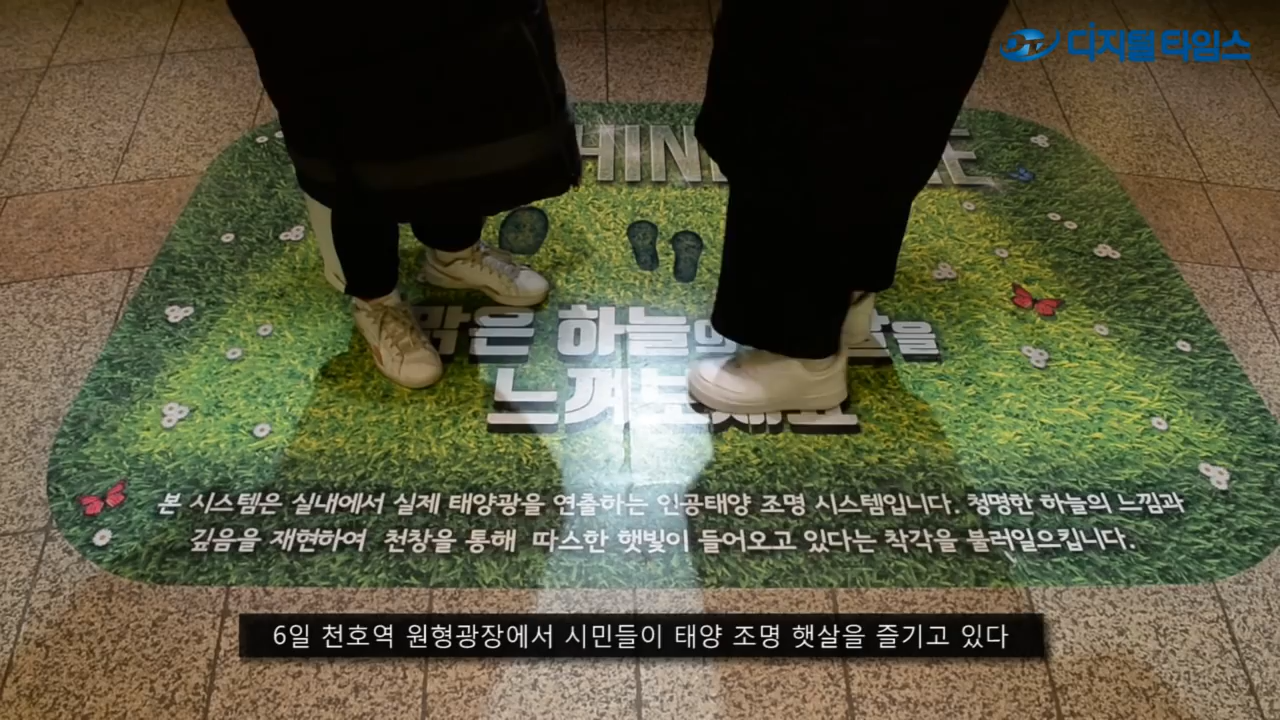 디지털타임스
맑은 하늘의
본 시스템은 실내에서 실제 태양광을 연출하는 인공태양 조명 시스템입니다. 청명한 하늘의 느낌과
깊음을 재현하여 천창을 통해 따스한 햇빛이 들어오고 있다는 착각을 불러일으킵니다.
6일 천호역 원형광장에서 시민들이 태양 조명 햇살을 즐기고 있다